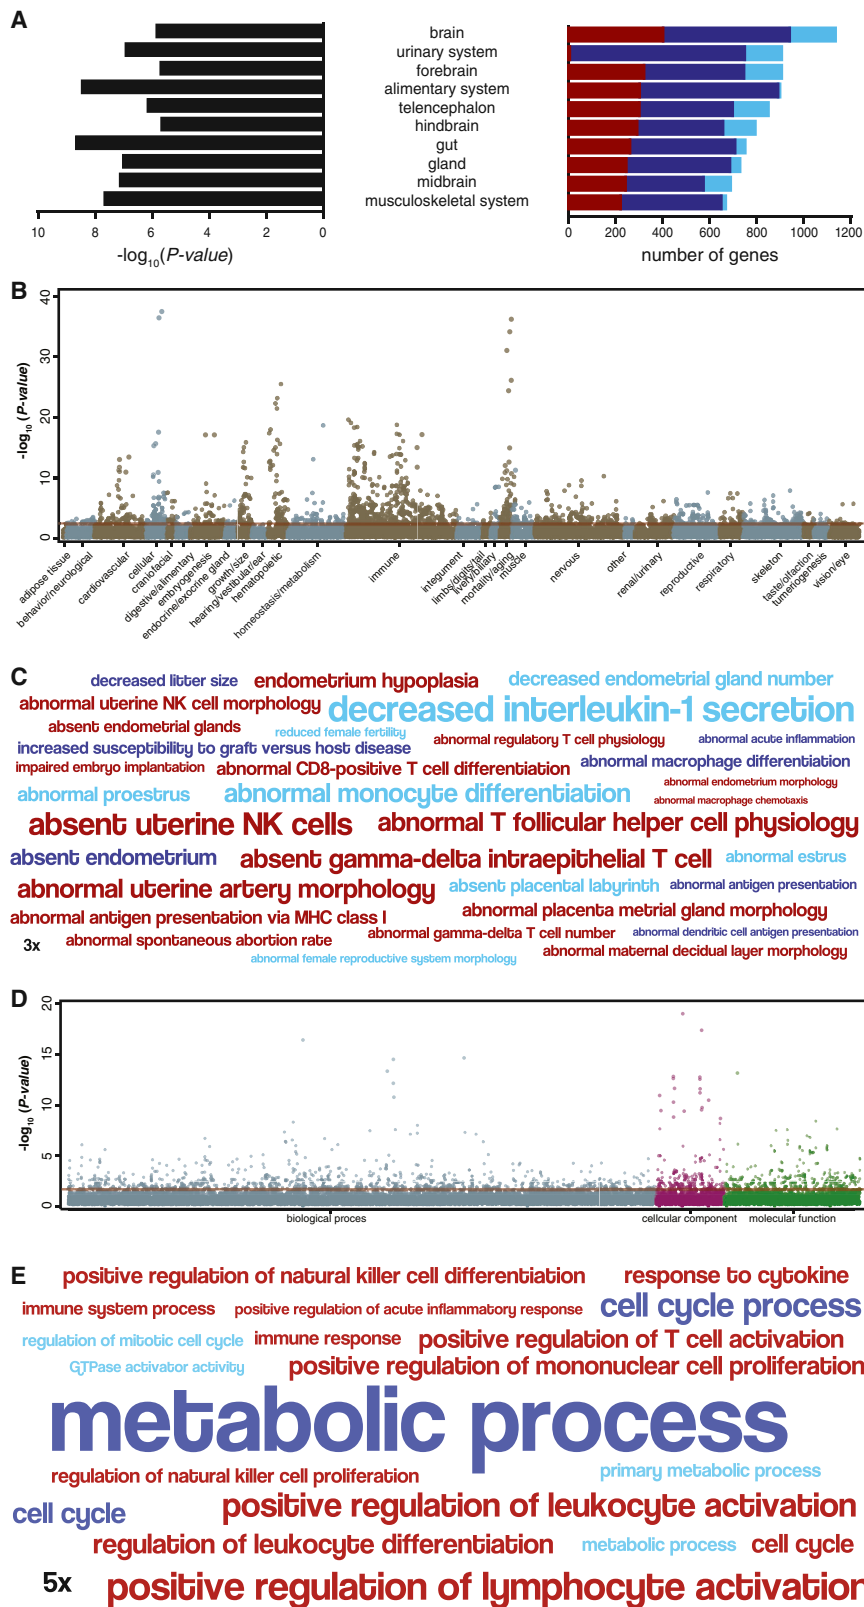 A
brain
urinary system
forebrain
alimentary system
telencephalon
hindbrain
gut
gland
midbrain
musculoskeletal system
10 8 6 4 2 0
-log10(P-value)
0 200 400 600 800 1000 1200
number of genes
B
-log10 (P-value)
40
30
20
10
0
adipose tissue
behavior/neurological
cardiovascular
cellular
craniofacial
digestive/alimentary
embryogenesis
endocrine/exocrine gland
growth/size
hearing/vestibular/ear
hematopoietic
homeostasis/metabolism
immune
integument
limbs/digits/tail
liver/biliary
mortality/aging
muscle
nervous
other
renal/urinary
reproductive
respiratory
skeleton
taste/olfaction
tumeriogenesis
vision/eye
C
decreased litter size endometrium hypoplasia decreased endometrial gland number
abnormal uterine NK cell morphology decreased interleukin-1 secretion
absent endometrial glands reduced female fertility abnormal regulatory T cell physiology abnormal acute inflammation
increased susceptibility to graft versus host disease abnormal macrophage differentiation
impaired embryo implantation abnormal CD8-positive T cell differentiation abnormal endometrium morphology
abnormal proestrus abnormal monocyte differentiation abnormal macrophage chemotaxis
absent uterine NK cells abnormal T follicular helper cell physiology
absent endometrium absent gamma-delta intraepithelial T cell abnormal estrus
abnormal uterine artery morphology absent placental labyrinth abnormal antigen presentation
abnormal antigen presentation via MHC class I abnormal placenta metrial gland morphology
3x abnormal spontaneous abortion rate abnormal gamma-delta T cell number abnormal dendritic cell antigen presentation
abnormal female reproductive system morphology abnormal maternal decidual layer morphology
D
-log10 (P-value)
20
15
10
5
0
biological proces cellular component molecular function
E
positive regulation of natural killer cell differentiation response to cytokine
immune system process positive regulation of acute inflammatory response cell cycle process
regulation of mitotic cell cycle immune response positive regulation of T cell activation
GTPase activator activity positive regulation of mononuclear cell proliferation
metabolic process
regulation of natural killer cell proliferation primary metabolic process
cell cycle positive regulation of leukocyte activation
regulation of leukocyte differentiation metabolic process cell cycle
5x positive regulation of lymphocyte activation